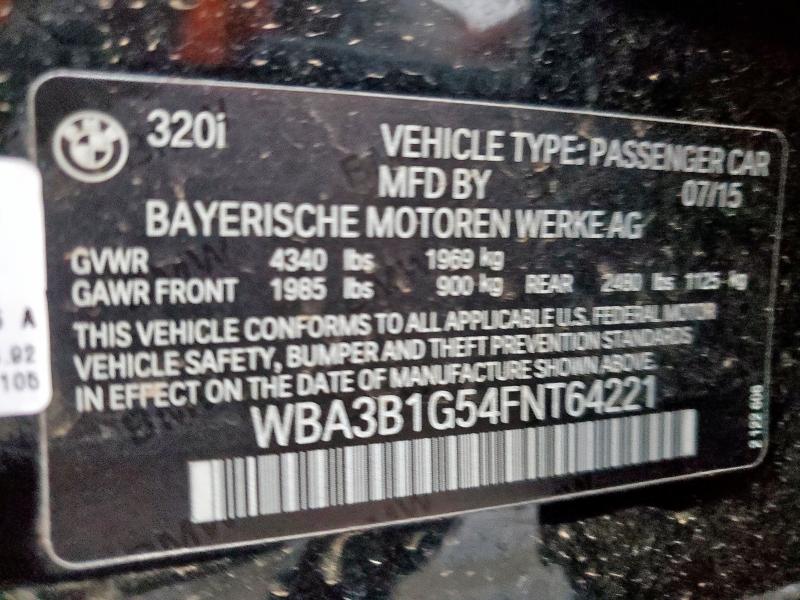 320i
VEHICLE TYPE: PASSENGER CAR
MFD BY 07/15
BAYERISCHE MOTOREN WERKE AG
GVWR 4340 lbs 1969 kg
GAWR FRONT 1985 lbs 900 kg REAR 2480 lbs 1125 kg
THIS VEHICLE CONFORMS TO ALL APPLICABLE U.S. FEDERAL MOTOR
VEHICLE SAFETY, BUMPER AND THEFT PREVENTION STANDARDS
IN EFFECT ON THE DATE OF MANUFACTURE SHOWN ABOVE.
WBA3B1G54FNT64221
A
.92
105